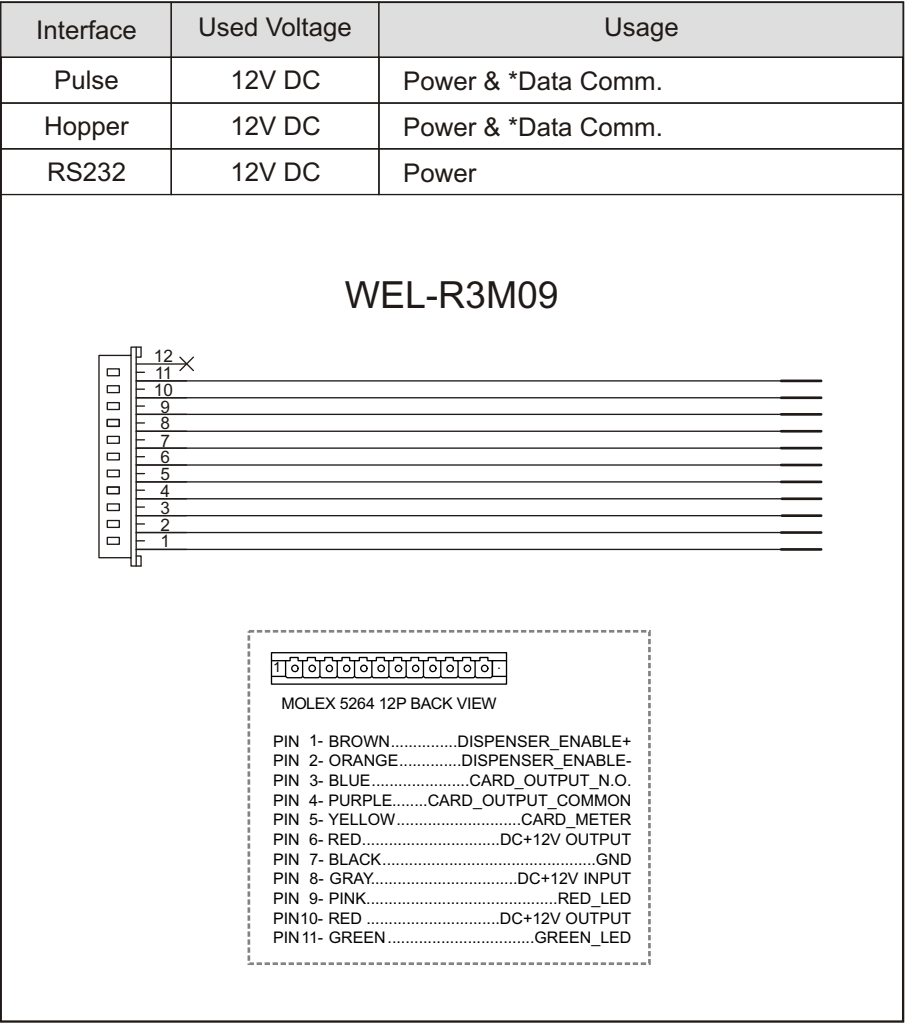 Interface Used Voltage Usage
Pulse 12V DC Power & *Data Comm.
Hopper 12V DC Power & *Data Comm.
RS232 12V DC Power
WEL-R3M09
12
11
10
9
8
7
6
5
4
3
2
1
1
MOLEX 5264 12P BACK VIEW
PIN 1- BROWN...............DISPENSER_ENABLE+
PIN 2- ORANGE..............DISPENSER_ENABLE-
PIN 3- BLUE.......................CARD_OUTPUT_N.O.
PIN 4- PURPLE........CARD_OUTPUT_COMMON
PIN 5- YELLOW............................CARD_METER
PIN 6- RED...............................DC+12V OUTPUT
PIN 7- BLACK................................................GND
PIN 8- GRAY.................................DC+12V INPUT
PIN 9- PINK...........................................RED_LED
PIN10- RED ..............................DC+12V OUTPUT
PIN11- GREEN.................................GREEN_LED